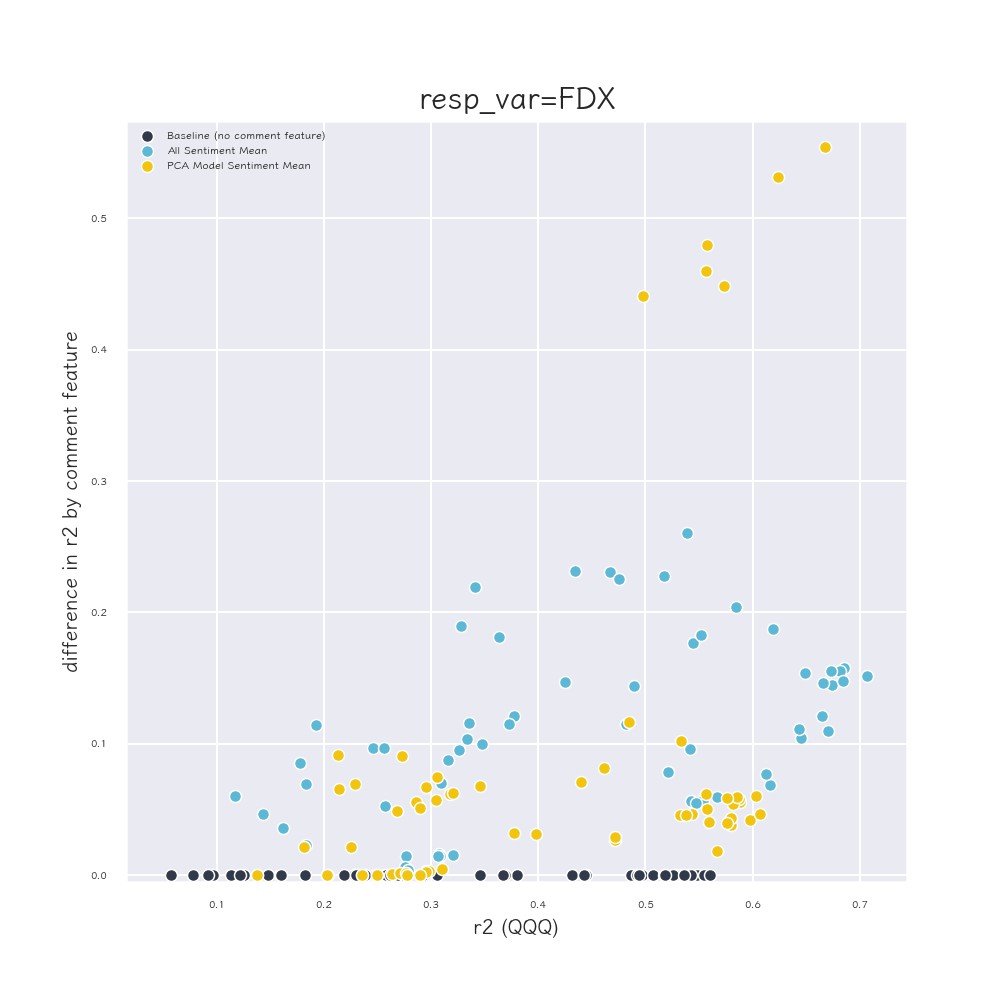 resp_var=FDX
Baseline (no comment feature)
All Sentiment Mean
PCA Model Sentiment Mean
difference in r2 by comment feature
0.5
0.4
0.3
0.2
0.1
0.0
0.1
0.2
0.3
0.4
0.5
0.6
0.7
r2 (QQQ)